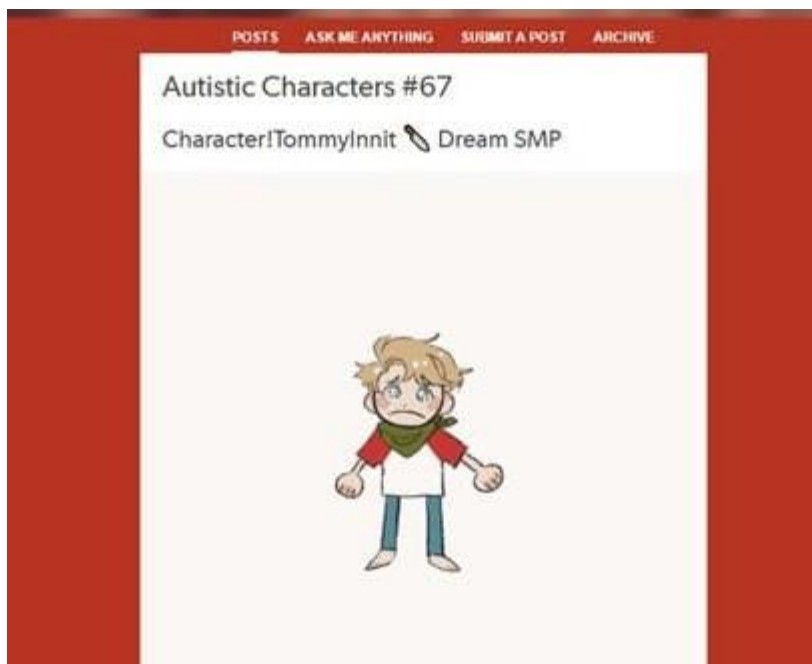 POSTS ASK ME ANYTHING SUBMIT A POST ARCHIVE
Autistic Characters #67
Character!TommyInnit 🔪 Dream SMP